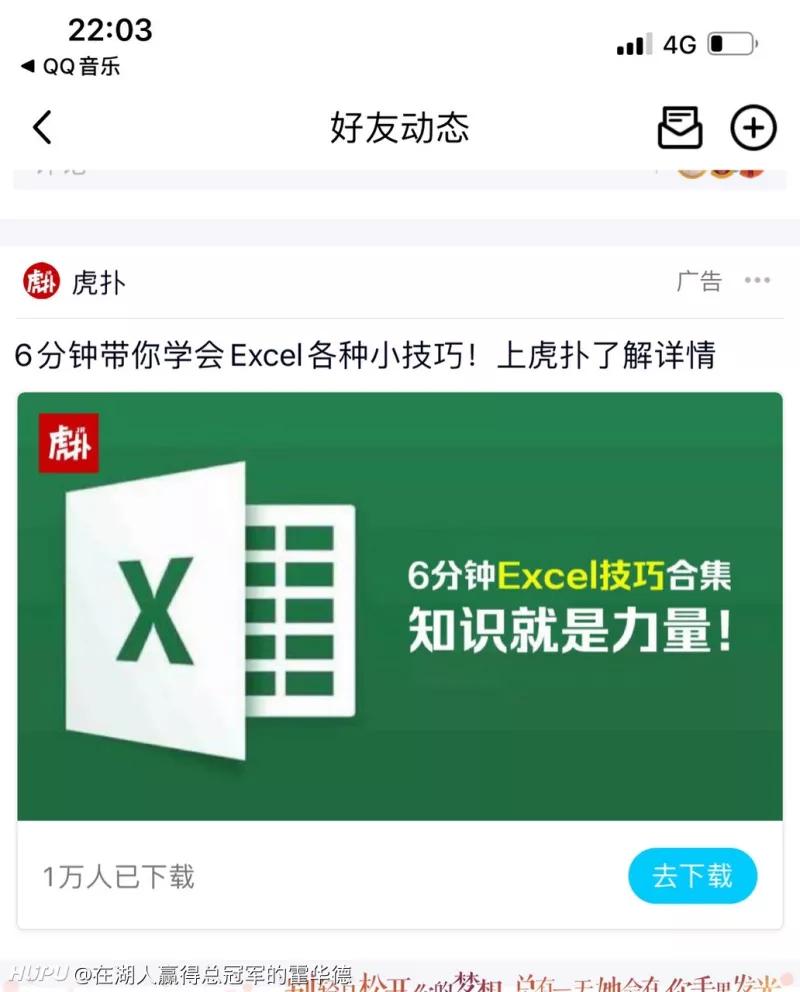 22:03
4G
◀ QQ音乐
好友动态
虎扑
广告
6分钟带你学会Excel各种小技巧！上虎扑了解详情
虎扑
X
6分钟Excel技巧合集
知识就是力量！
1万人已下载
去下载
HUPU @在湖人赢得总冠军的霍华德